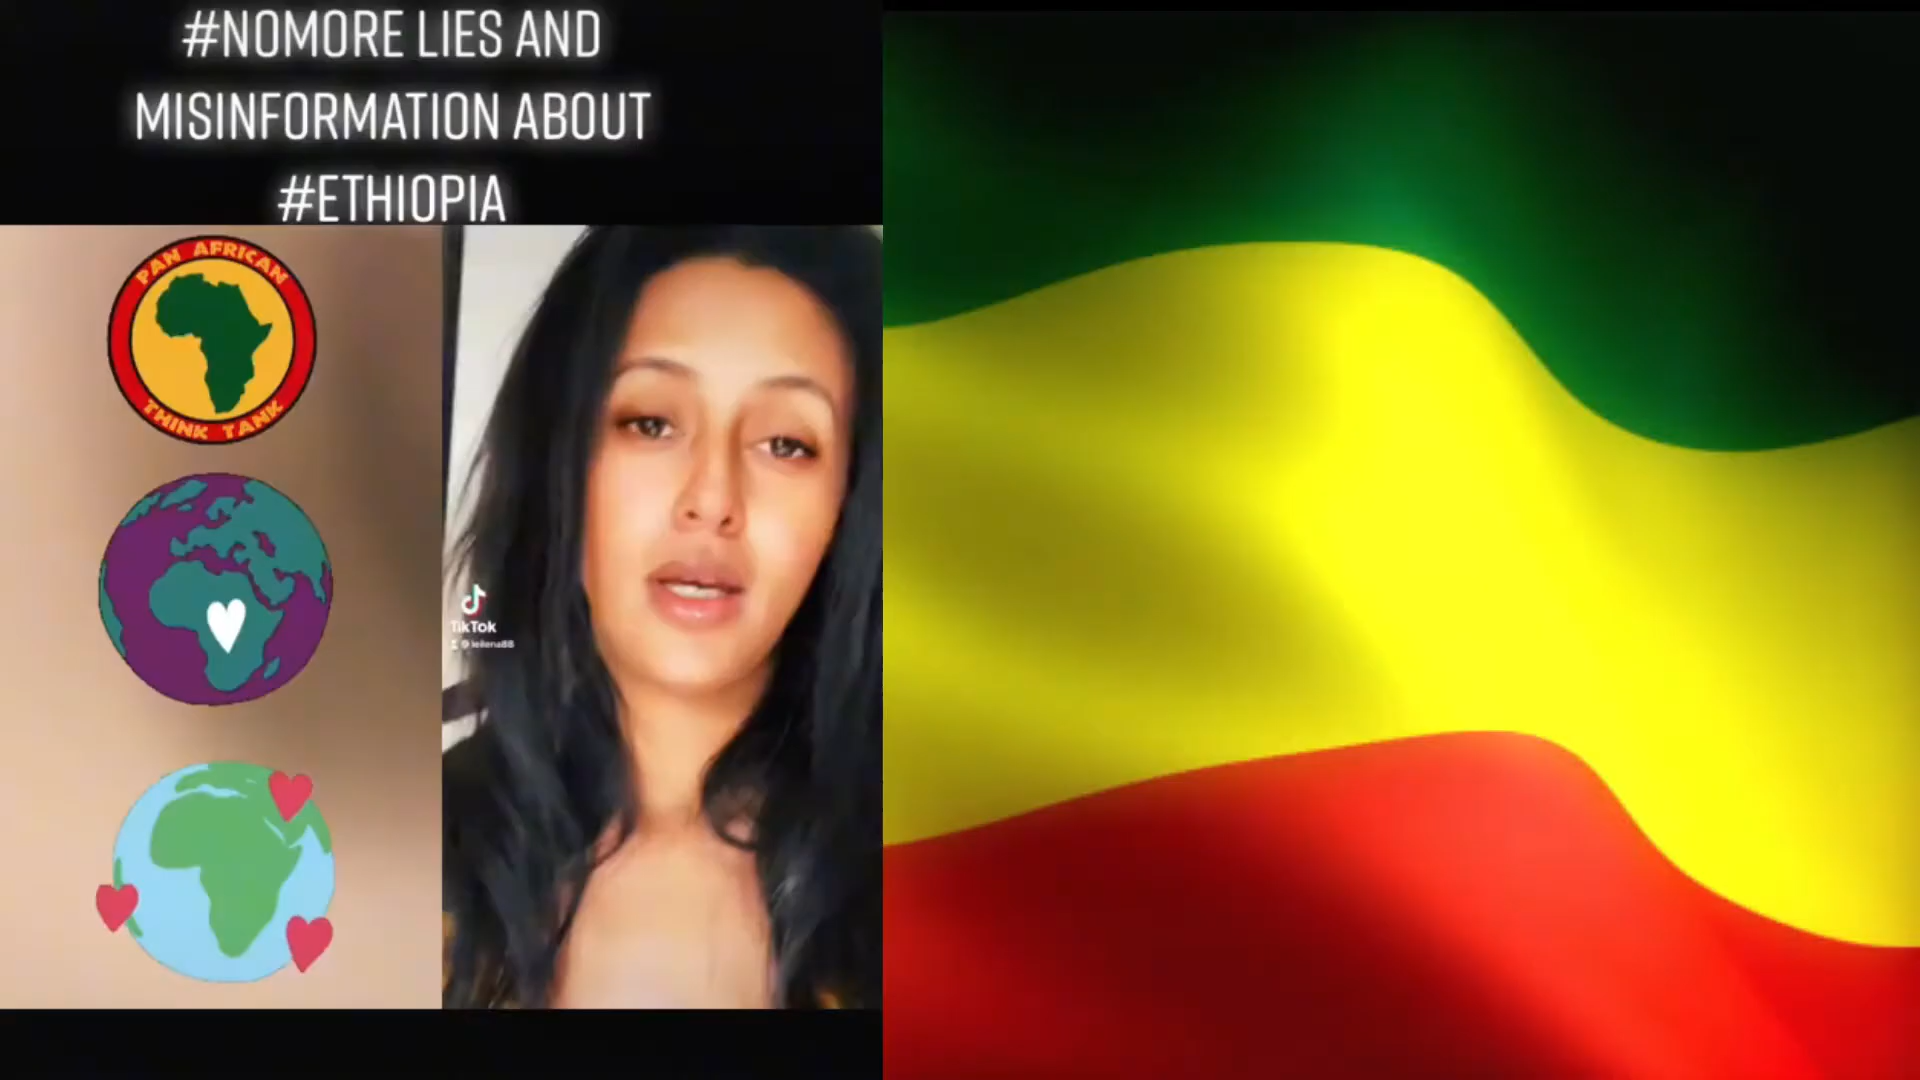 #NOMORE LIES AND
MISINFORMATION ABOUT
#ETHIOPIA
PAN AFRICAN
THINK TANK
TikTok